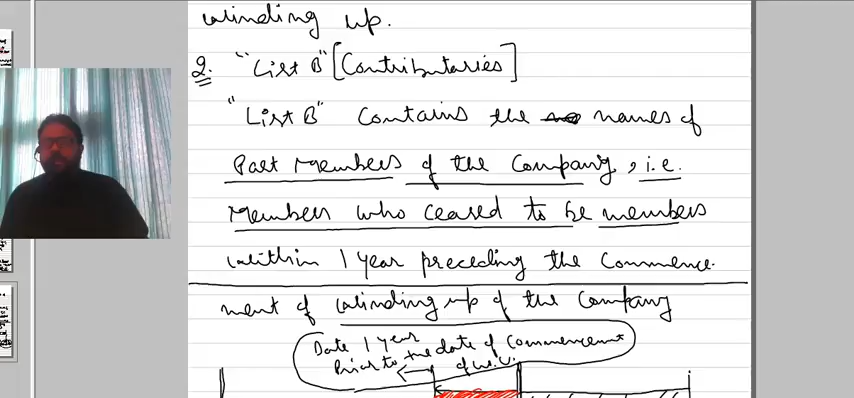 winding up.
2. "List B" [Contributaries]
"List B" Contains the names of
Past Members of the Company, i.e.
Members who ceased to be members
within 1 year preceding the Commence-
ment of winding up of the Company
Date 1 year
Prior to the date of Commencement
of w.u.